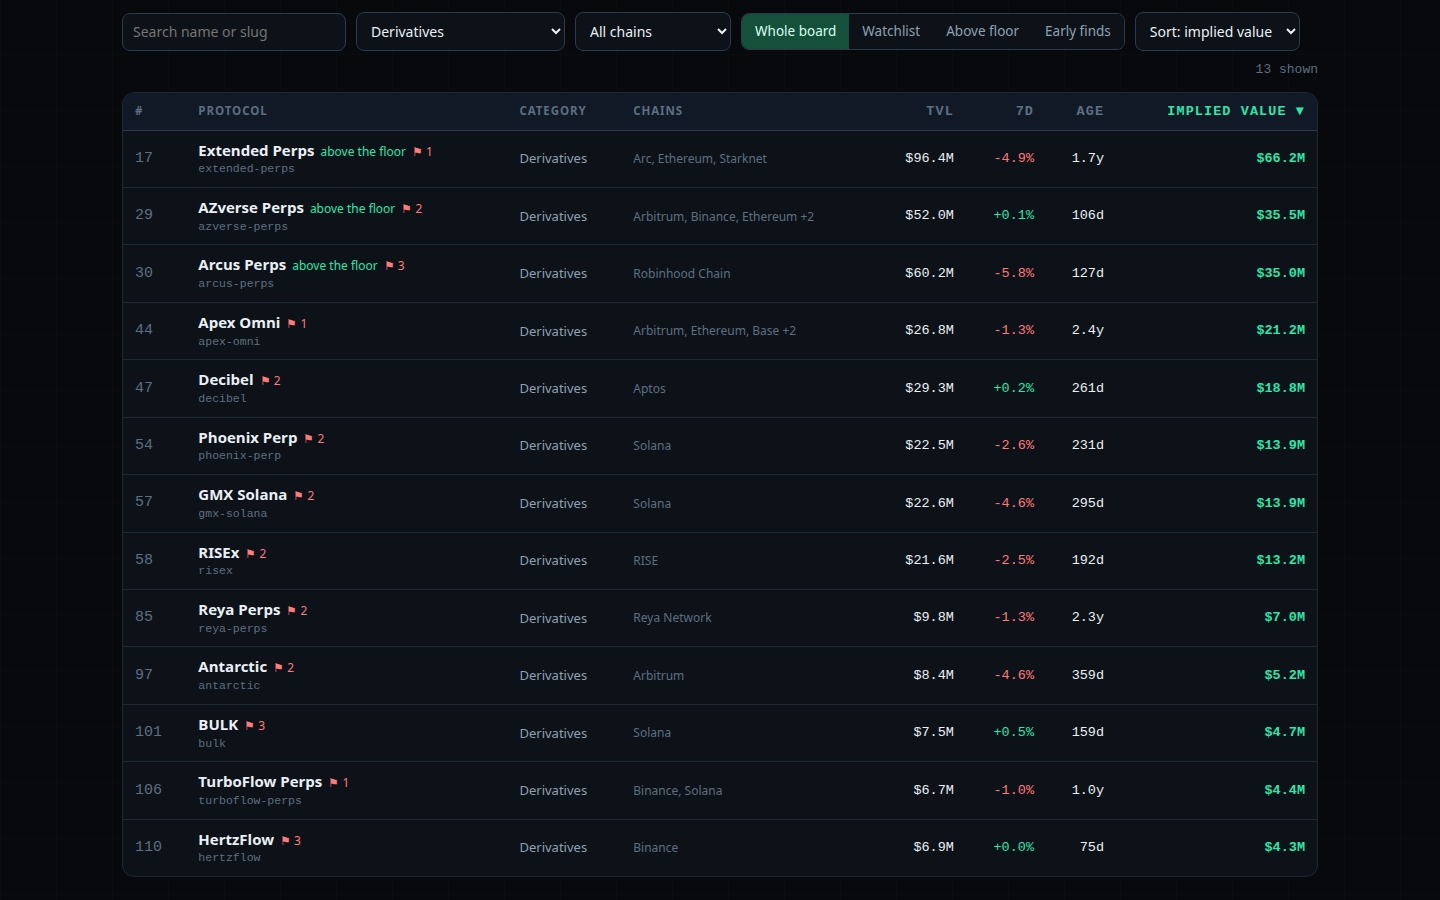 Search name or slug Derivatives All chains Whole board Watchlist Above floor Early finds Sort: implied value
13 shown
# PROTOCOL CATEGORY CHAINS TVL 7D AGE IMPLIED VALUE ▼
17 Extended Perps above the floor ⚑ 1 Derivatives Arc, Ethereum, Starknet $96.4M -4.9% 1.7y $66.2M
extended-perps
29 AZverse Perps above the floor ⚑ 2 Derivatives Arbitrum, Binance, Ethereum +2 $52.0M +0.1% 106d $35.5M
azverse-perps
30 Arcus Perps above the floor ⚑ 3 Derivatives Robinhood Chain $60.2M -5.8% 127d $35.0M
arcus-perps
44 Apex Omni ⚑ 1 Derivatives Arbitrum, Ethereum, Base +2 $26.8M -1.3% 2.4y $21.2M
apex-omni
47 Decibel ⚑ 2 Derivatives Aptos $29.3M +0.2% 261d $18.8M
decibel
54 Phoenix Perp ⚑ 2 Derivatives Solana $22.5M -2.6% 231d $13.9M
phoenix-perp
57 GMX Solana ⚑ 2 Derivatives Solana $22.6M -4.6% 295d $13.9M
gmx-solana
58 RISEx ⚑ 2 Derivatives RISE $21.6M -2.5% 192d $13.2M
risex
85 Reya Perps ⚑ 2 Derivatives Reya Network $9.8M -1.3% 2.3y $7.0M
reya-perps
97 Antarctic ⚑ 2 Derivatives Arbitrum $8.4M -4.6% 359d $5.2M
antarctic
101 BULK ⚑ 3 Derivatives Solana $7.5M +0.5% 159d $4.7M
bulk
106 TurboFlow Perps ⚑ 1 Derivatives Binance, Solana $6.7M -1.0% 1.0y $4.4M
turboflow-perps
110 HertzFlow ⚑ 3 Derivatives Binance $6.9M +0.0% 75d $4.3M
hertzflow